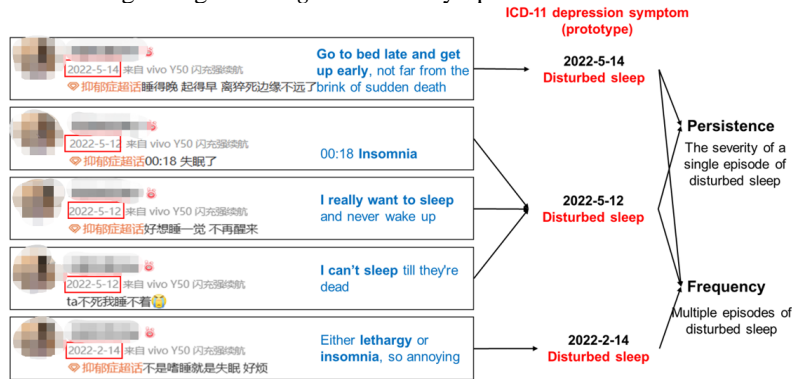 ICD-11 depression symptom
(prototype)
2022-5-14 来自 vivo Y50 闪充强续航
抑郁症超话睡得晚 起得早 离猝死边缘不远了
Go to bed late and get
up early, not far from the
brink of sudden death
2022-5-14
Disturbed sleep
2022-5-12 来自 vivo Y50 闪充强续航
抑郁症超话00:18 失眠了
00:18 Insomnia
2022-5-12 来自 vivo Y50 闪充强续航
抑郁症超话好想睡一觉 不再醒来
I really want to sleep
and never wake up
2022-5-12
Disturbed sleep
2022-5-12 来自 vivo Y50 闪充强续航
ta不死我睡不着
I can't sleep till they're
dead
2022-2-14 来自 vivo Y50 闪充强续航
抑郁症超话不是嗜睡就是失眠 好烦
Either lethargy or
insomnia, so annoying
2022-2-14
Disturbed sleep
Persistence
The severity of a
single episode of
disturbed sleep
Frequency
Multiple episodes of
disturbed sleep